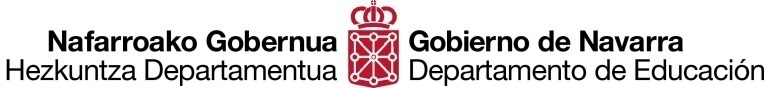 Nafarroako Gobernua
Hezkuntza Departamentua
Gobierno de Navarra
Departamento de Educación